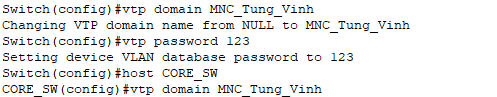 Switch(config)#vtp domain MNC_Tung_Vinh
Changing VTP domain name from NULL to MNC_Tung_Vinh
Switch(config)#vtp password 123
Setting device VLAN database password to 123
Switch(config)#host CORE_SW
CORE_SW(config)#vtp domain MNC_Tung_Vinh